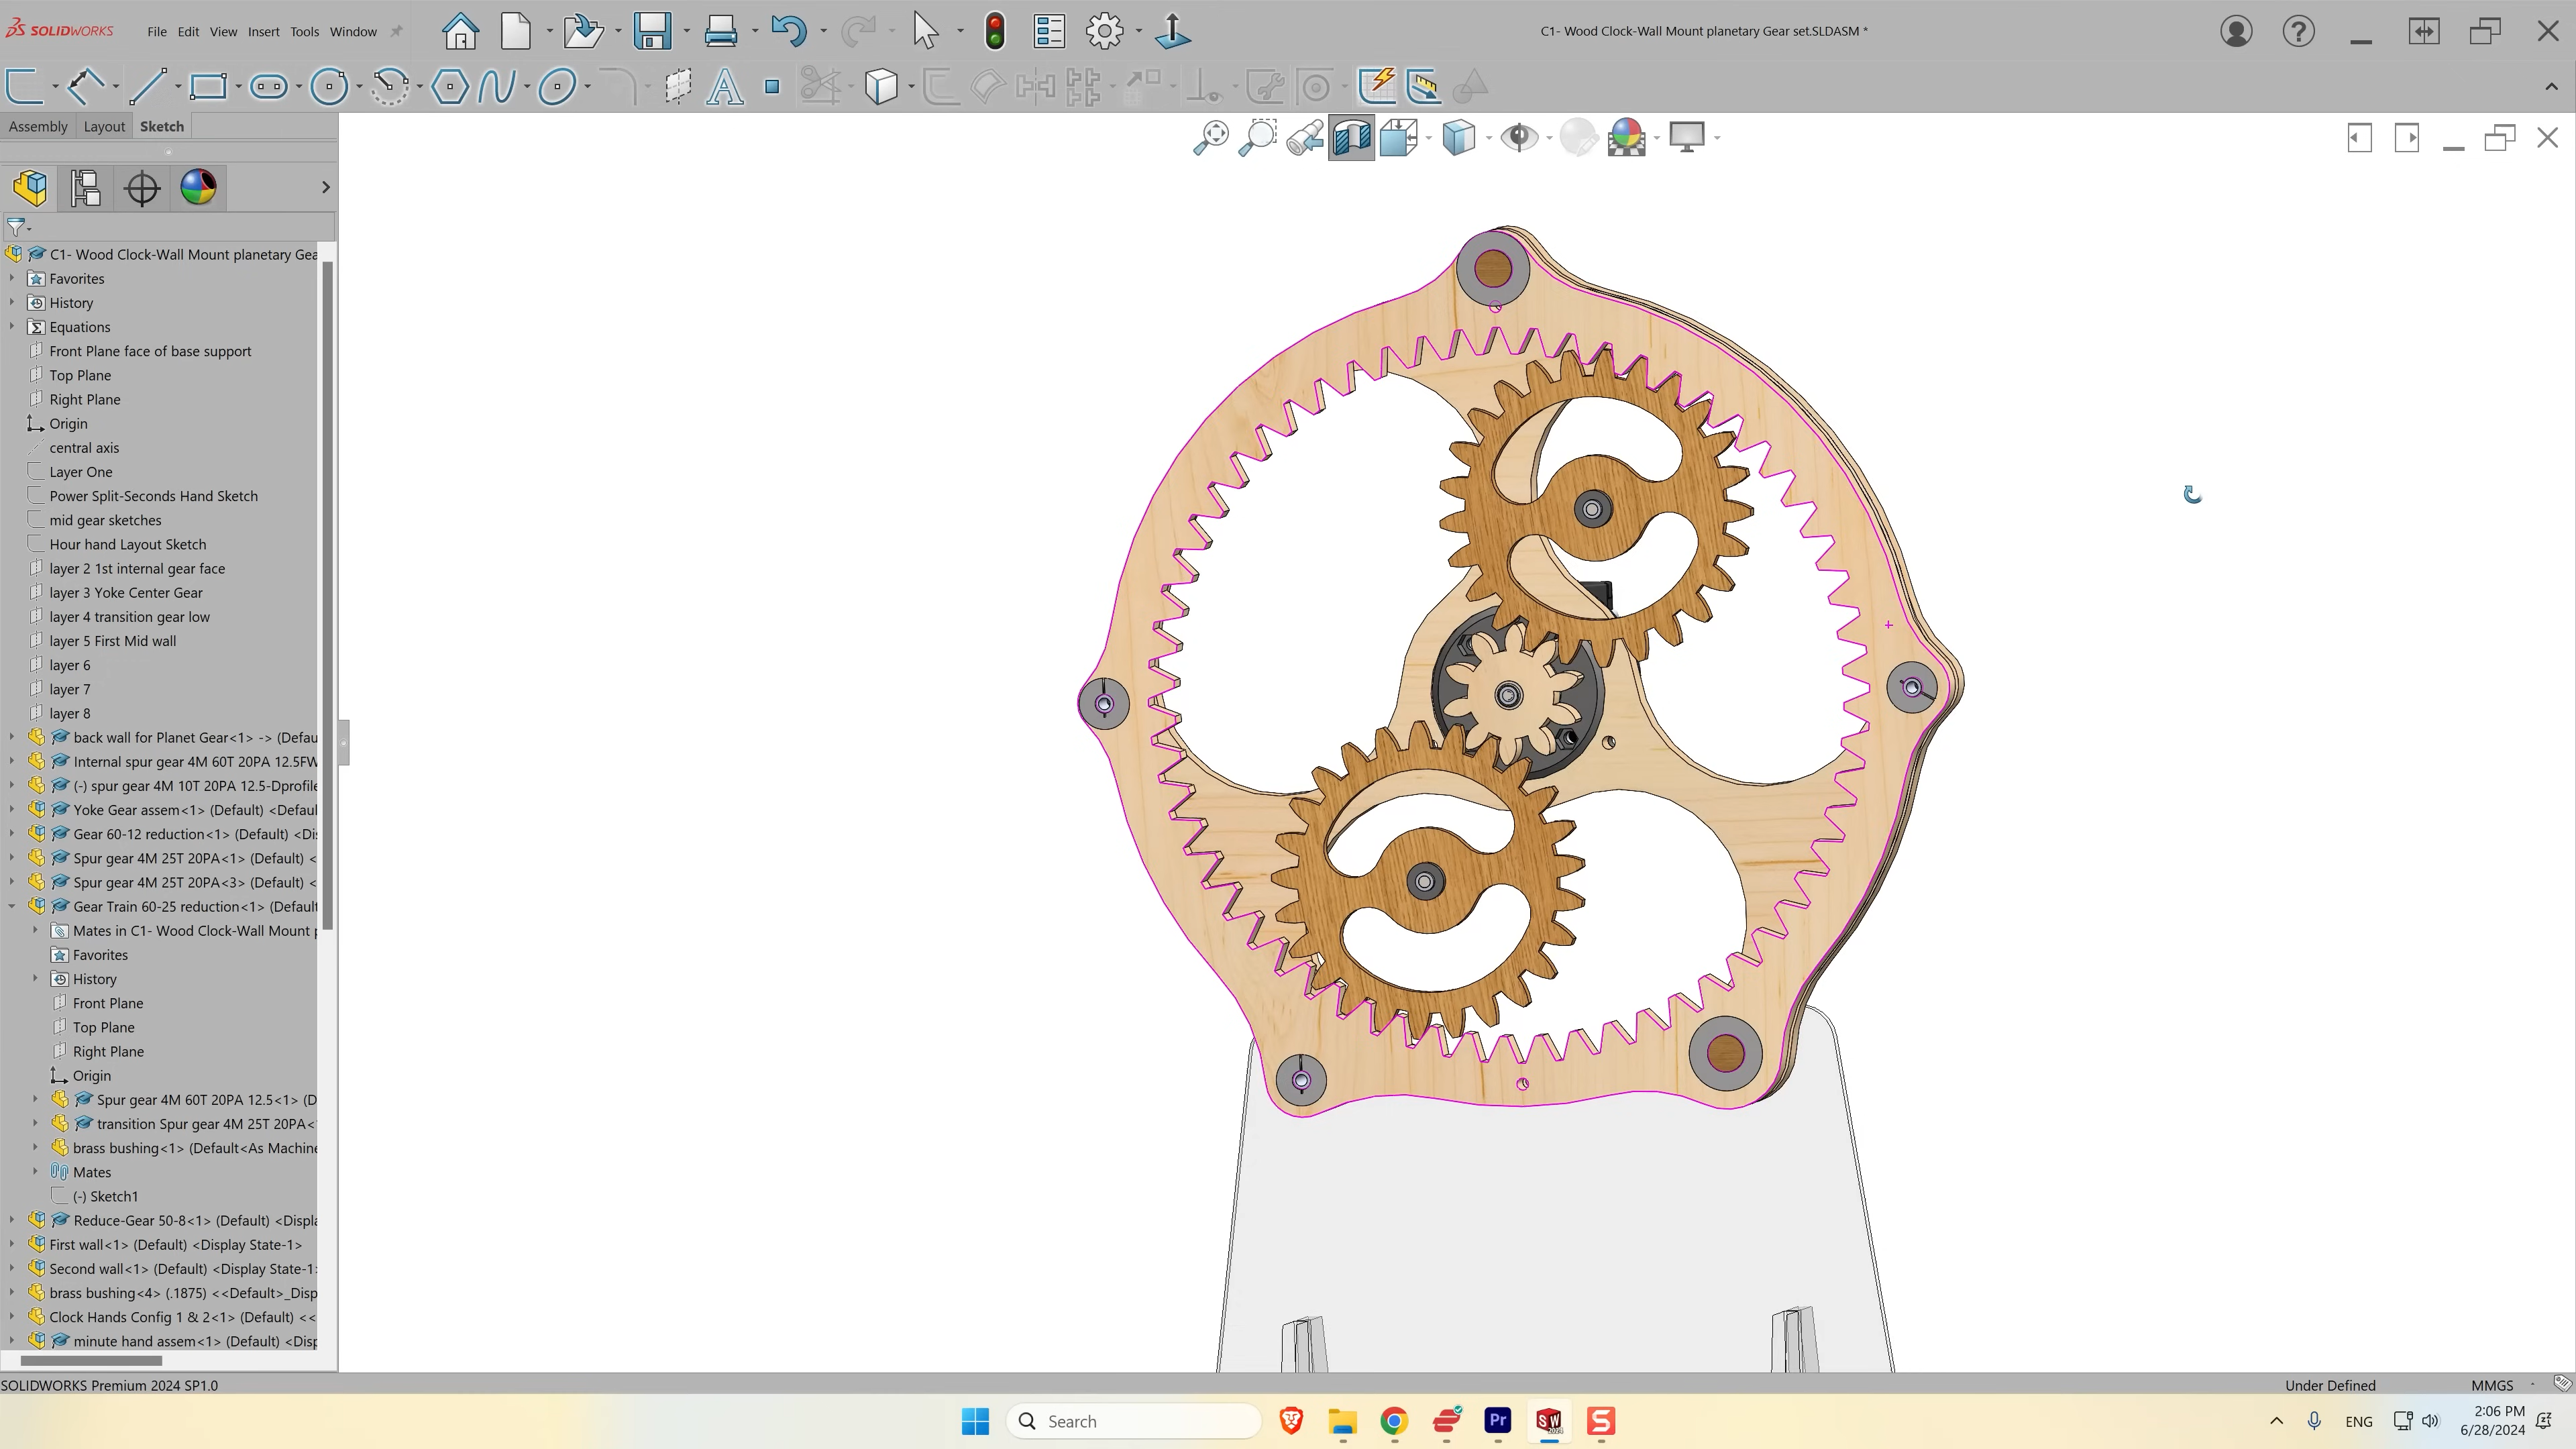 SOLIDWORKS File Edit View Insert Tools Window
C1- Wood Clock-Wall Mount planetary Gear set.SLDASM *
Assembly Layout Sketch
C1- Wood Clock-Wall Mount planetary Gea
Favorites
History
Equations
Front Plane face of base support
Top Plane
Right Plane
Origin
central axis
Layer One
Power Split-Seconds Hand Sketch
mid gear sketches
Hour hand Layout Sketch
layer 2 1st internal gear face
layer 3 Yoke Center Gear
layer 4 transition gear low
layer 5 First Mid wall
layer 6
layer 7
layer 8
back wall for Planet Gear<1> -> (Defau
Internal spur gear 4M 60T 20PA 12.5FW
(-) spur gear 4M 10T 20PA 12.5-Dprofile
Yoke Gear assem<1> (Default) <Defaul
Gear 60-12 reduction<1> (Default) <Dis
Spur gear 4M 25T 20PA<1> (Default) <
Spur gear 4M 25T 20PA<3> (Default) <
Gear Train 60-25 reduction<1> (Default
Mates in C1- Wood Clock-Wall Mount p
Favorites
History
Front Plane
Top Plane
Right Plane
Origin
Spur gear 4M 60T 20PA 12.5<1> (D
transition Spur gear 4M 25T 20PA<
brass bushing<1> (Default<As Machine
Mates
(-) Sketch1
Reduce-Gear 50-8<1> (Default) <Displa
First wall<1> (Default) <Display State-1>
Second wall<1> (Default) <Display State-1>
brass bushing<4> (.1875) <<Default>_Disp
Clock Hands Config 1 & 2<1> (Default) <<
minute hand assem<1> (Default) <Disp
SOLIDWORKS Premium 2024 SP1.0
Under Defined MMGS
Search
Pr
SW
2024
S
ENG
2:06 PM
6/28/2024